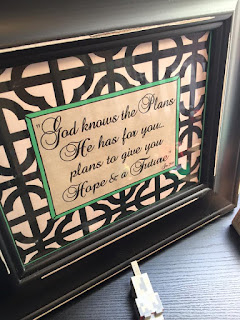 "God knows the Plans
He has for you...
plans to give you
Hope & a Future"